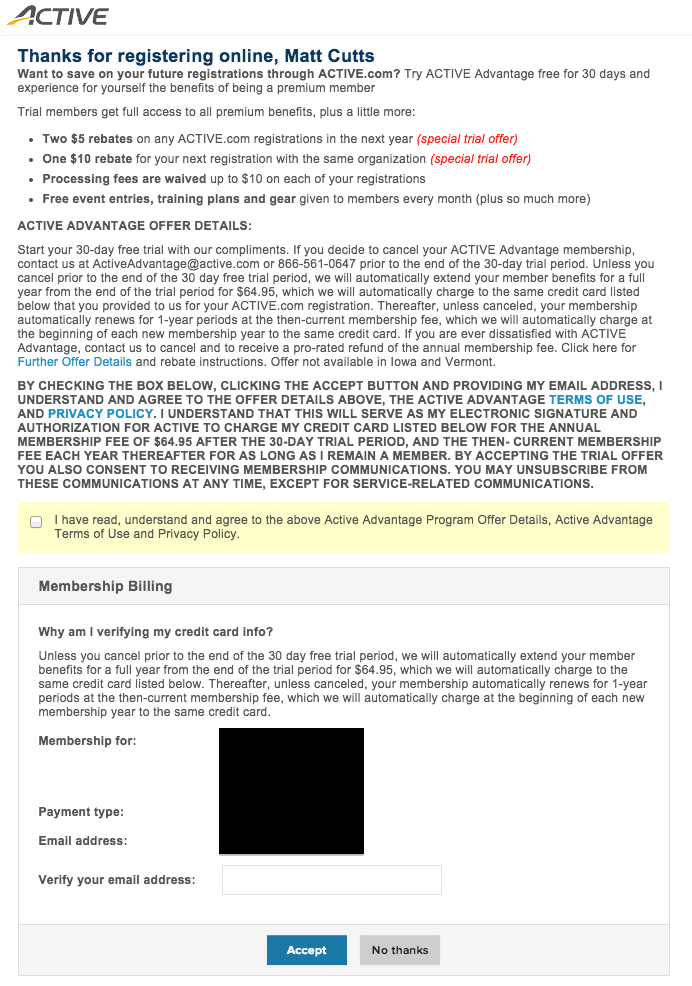 ACTIVE
Thanks for registering online, Matt Cutts
Want to save on your future registrations through ACTIVE.com? Try ACTIVE Advantage free for 30 days and
experience for yourself the benefits of being a premium member
Trial members get full access to all premium benefits, plus a little more:
• Two $5 rebates on any ACTIVE.com registrations in the next year (special trial offer)
• One $10 rebate for your next registration with the same organization (special trial offer)
• Processing fees are waived up to $10 on each of your registrations
• Free event entries, training plans and gear given to members every month (plus so much more)
ACTIVE ADVANTAGE OFFER DETAILS:
Start your 30-day free trial with our compliments. If you decide to cancel your ACTIVE Advantage membership,
contact us at ActiveAdvantage@active.com or 866-561-0647 prior to the end of the 30-day trial period. Unless you
cancel prior to the end of the 30 day free trial period, we will automatically extend your member benefits for a full
year from the end of the trial period for $64.95, which we will automatically charge to the same credit card listed
below that you provided to us for your ACTIVE.com registration. Thereafter, unless canceled, your membership
automatically renews for 1-year periods at the then-current membership fee, which we will automatically charge at
the beginning of each new membership year to the same credit card. If you are ever dissatisfied with ACTIVE
Advantage, contact us to cancel and to receive a pro-rated refund of the annual membership fee. Click here for
Further Offer Details and rebate instructions. Offer not available in Iowa and Vermont.
BY CHECKING THE BOX BELOW, CLICKING THE ACCEPT BUTTON AND PROVIDING MY EMAIL ADDRESS, I
UNDERSTAND AND AGREE TO THE OFFER DETAILS ABOVE, THE ACTIVE ADVANTAGE TERMS OF USE,
AND PRIVACY POLICY. I UNDERSTAND THAT THIS WILL SERVE AS MY ELECTRONIC SIGNATURE AND
AUTHORIZATION FOR ACTIVE TO CHARGE MY CREDIT CARD LISTED BELOW FOR THE ANNUAL
MEMBERSHIP FEE OF $64.95 AFTER THE 30-DAY TRIAL PERIOD, AND THE THEN- CURRENT MEMBERSHIP
FEE EACH YEAR THEREAFTER FOR AS LONG AS I REMAIN A MEMBER. BY ACCEPTING THE TRIAL OFFER
YOU ALSO CONSENT TO RECEIVING MEMBERSHIP COMMUNICATIONS. YOU MAY UNSUBSCRIBE FROM
THESE COMMUNICATIONS AT ANY TIME, EXCEPT FOR SERVICE-RELATED COMMUNICATIONS.
I have read, understand and agree to the above Active Advantage Program Offer Details, Active Advantage
Terms of Use and Privacy Policy.
Membership Billing
Why am I verifying my credit card info?
Unless you cancel prior to the end of the 30 day free trial period, we will automatically extend your member
benefits for a full year from the end of the trial period for $64.95, which we will automatically charge to the
same credit card listed below. Thereafter, unless canceled, your membership automatically renews for 1-year
periods at the then-current membership fee, which we will automatically charge at the beginning of each new
membership year to the same credit card.
Membership for:
Payment type:
Email address:
Verify your email address:
Accept
No thanks